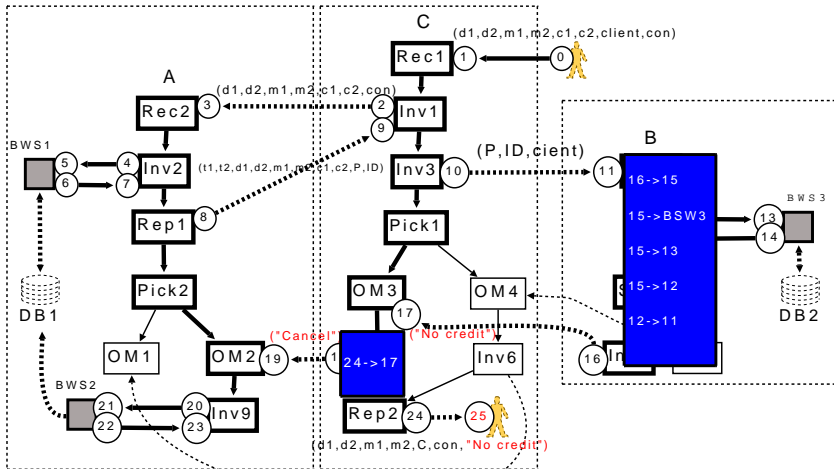 C
(d1,d2,m1,m2,c1,c2,client,con)
Rec1
1
0
A
(d1,d2,m1,m2,c1,c2,con)
Rec2
3
2
Inv1
9
B
BWS1
5
4
6
7
Inv2
(t1,t2,d1,d2,m1,m2,c1,c2,P,ID)
Inv3
10
(P,ID,cient)
11
16->15
BWS3
Rep1
8
Pick1
15->BSW3
13
14
15->13
Pick2
OM3
OM4
15->12
DB1
DB2
17
12->11
("Cancel")
("No credit")
OM1
OM2
19
1
24->17
Inv6
16
In
BWS2
21
20
22
23
Inv9
Rep2
24
25
(d1,d2,m1,m2,C,con,"No credit")